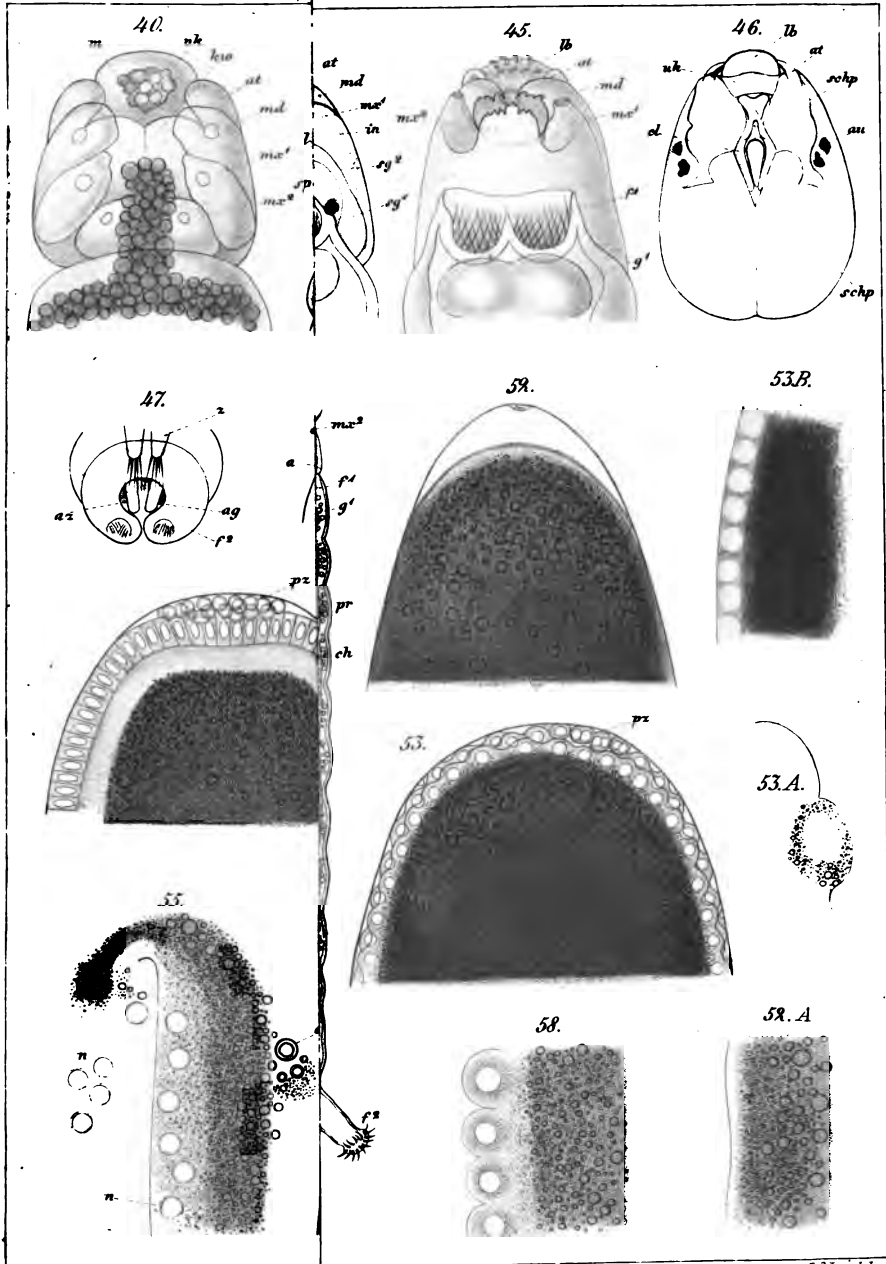 40.
m
nk
kw
at
md
mx¹
mx²
at
md
mx¹
in
sg²
sp
sg¹
45.
lb
at
md
mx¹
mx²
g¹
46.
lb
at
uk
schp
cl
au
schp
47.
z
az
ag
f²
mx²
a
f¹
g¹
52.
53.B.
pz
pr
ch
53.
pz
53.A.
55.
n
n
f²
58.
52.A